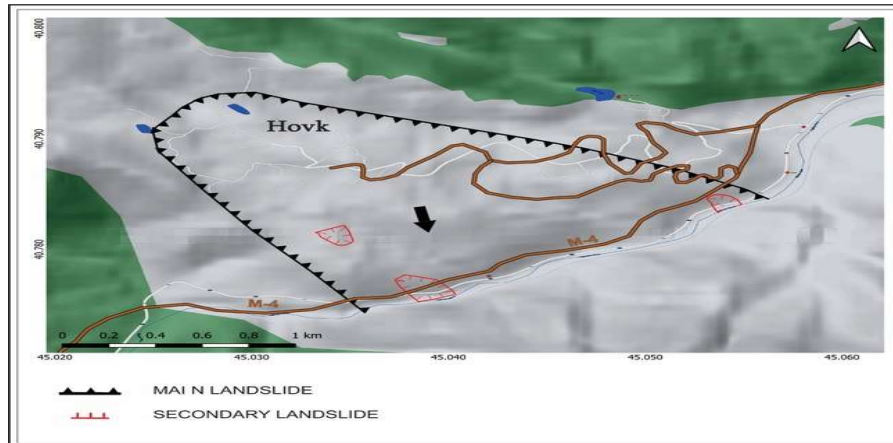 40.800
40.790
40.780
Hovk
M-4
M-4
0 0.2 0.4 0.6 0.8 1 km
45.020 45.030 45.040 45.050 45.060
MAI N LANDSLIDE
SECONDARY LANDSLIDE